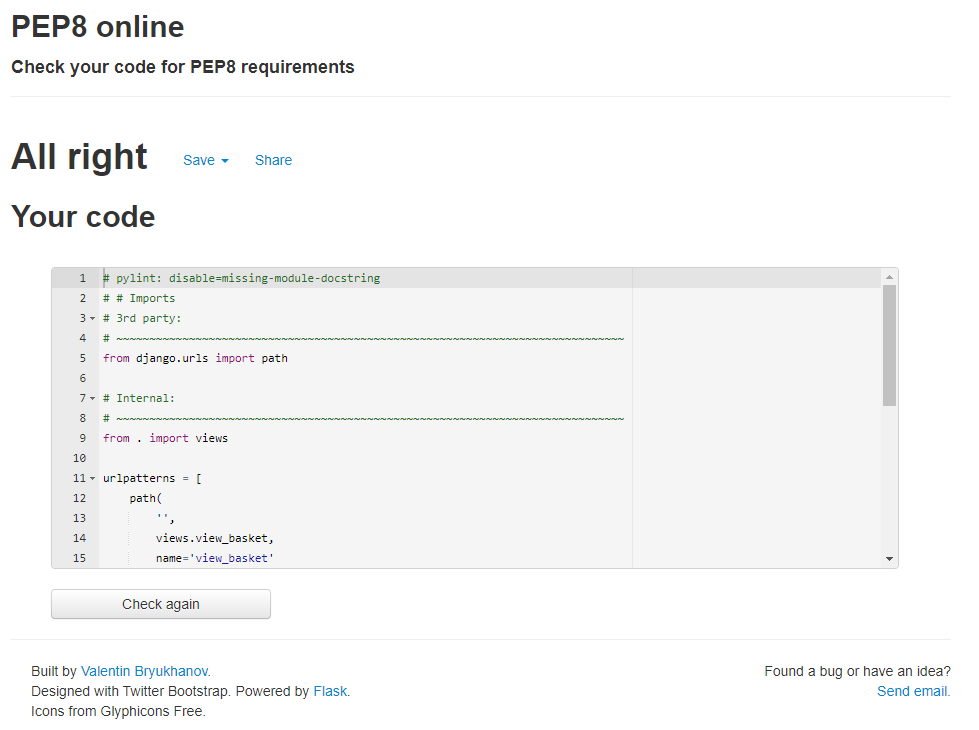 PEP8 online
Check your code for PEP8 requirements
All right Save Share
Your code
1 # pylint: disable=missing-module-docstring
2 # # Imports
3 # 3rd party:
4 # ~~~~~~~~~~~~~~~~~~~~~~~~~~~~~~~~~~~~~~~~~~~~~~~~~~~~~~~~~~~~~~~~~~~~~~~~~~~~~
5 from django.urls import path
6
7 # Internal:
8 # ~~~~~~~~~~~~~~~~~~~~~~~~~~~~~~~~~~~~~~~~~~~~~~~~~~~~~~~~~~~~~~~~~~~~~~~~~~~~~
9 from . import views
10
11 urlpatterns = [
12     path(
13         '',
14         views.view_basket,
15         name='view_basket'
Check again
Built by Valentin Bryukhanov.
Designed with Twitter Bootstrap. Powered by Flask.
Icons from Glyphicons Free.
Found a bug or have an idea?
Send email.